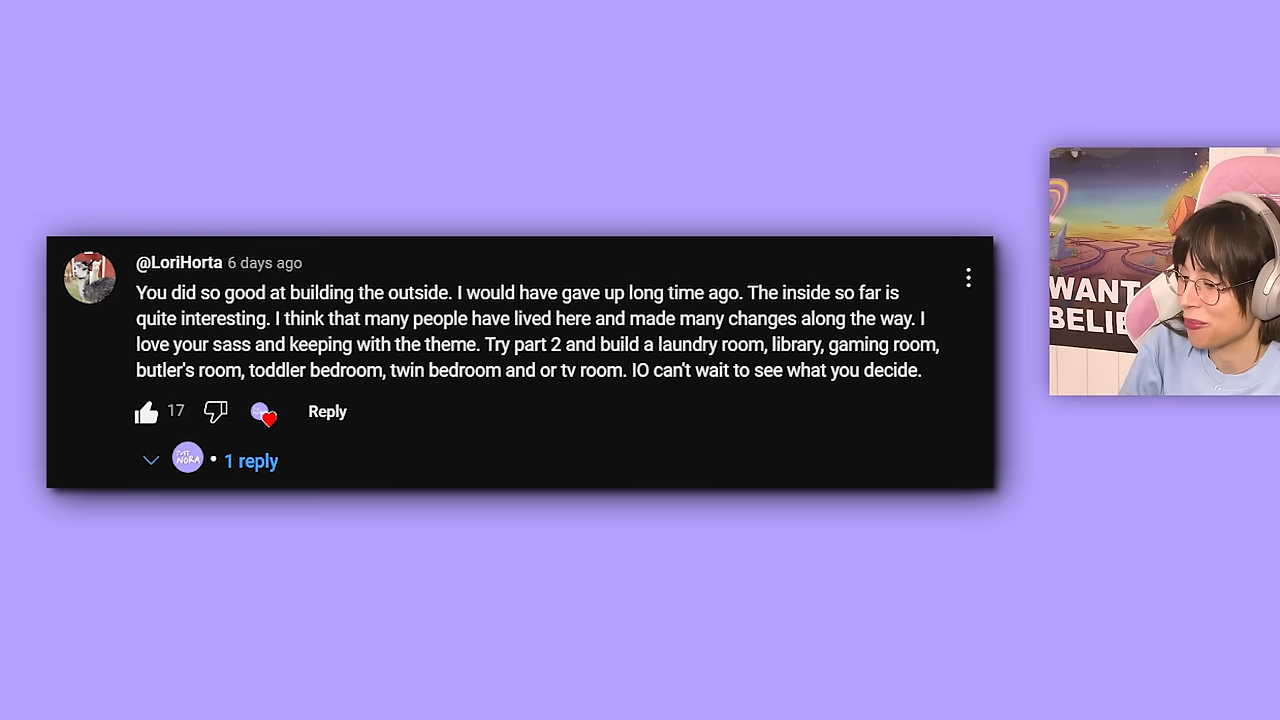 @LoriHorta 6 days ago
You did so good at building the outside. I would have gave up long time ago. The inside so far is
quite interesting. I think that many people have lived here and made many changes along the way. I
love your sass and keeping with the theme. Try part 2 and build a laundry room, library, gaming room,
butler's room, toddler bedroom, twin bedroom and or tv room. IO can't wait to see what you decide.
17 Reply
JUST
NORA
• 1 reply
WANT
BELIE